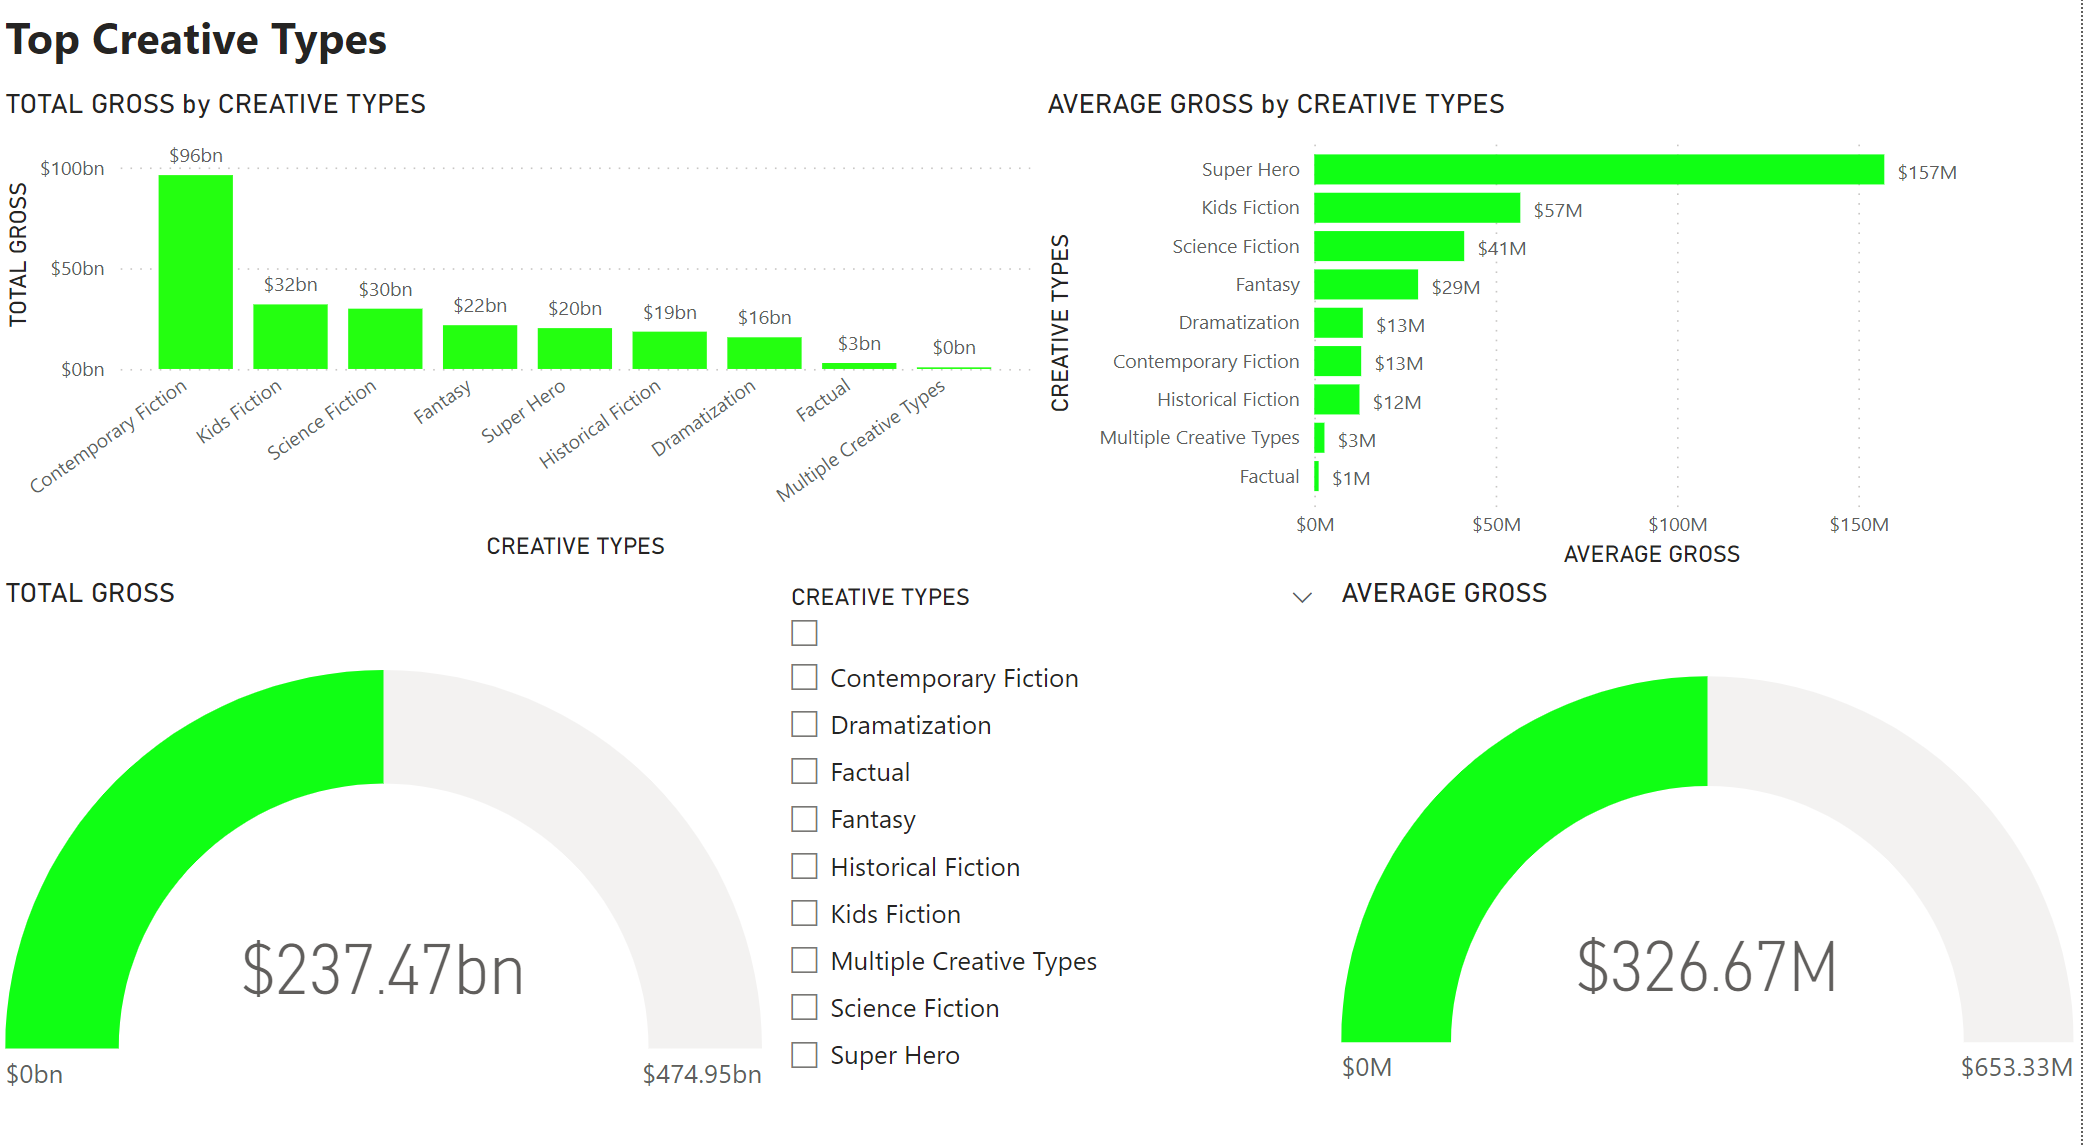 Top Creative Types
TOTAL GROSS by CREATIVE TYPES
TOTAL GROSS
$100bn
$50bn
$0bn
$96bn
$32bn
$30bn
$22bn
$20bn
$19bn
$16bn
$3bn
$0bn
Contemporary Fiction
Kids Fiction
Science Fiction
Fantasy
Super Hero
Historical Fiction
Dramatization
Factual
Multiple Creative Types
CREATIVE TYPES
AVERAGE GROSS by CREATIVE TYPES
CREATIVE TYPES
Super Hero $157M
Kids Fiction $57M
Science Fiction $41M
Fantasy $29M
Dramatization $13M
Contemporary Fiction $13M
Historical Fiction $12M
Multiple Creative Types $3M
Factual $1M
$0M $50M $100M $150M
AVERAGE GROSS
TOTAL GROSS
$237.47bn
$0bn $474.95bn
CREATIVE TYPES
Contemporary Fiction
Dramatization
Factual
Fantasy
Historical Fiction
Kids Fiction
Multiple Creative Types
Science Fiction
Super Hero
AVERAGE GROSS
$326.67M
$0M $653.33M